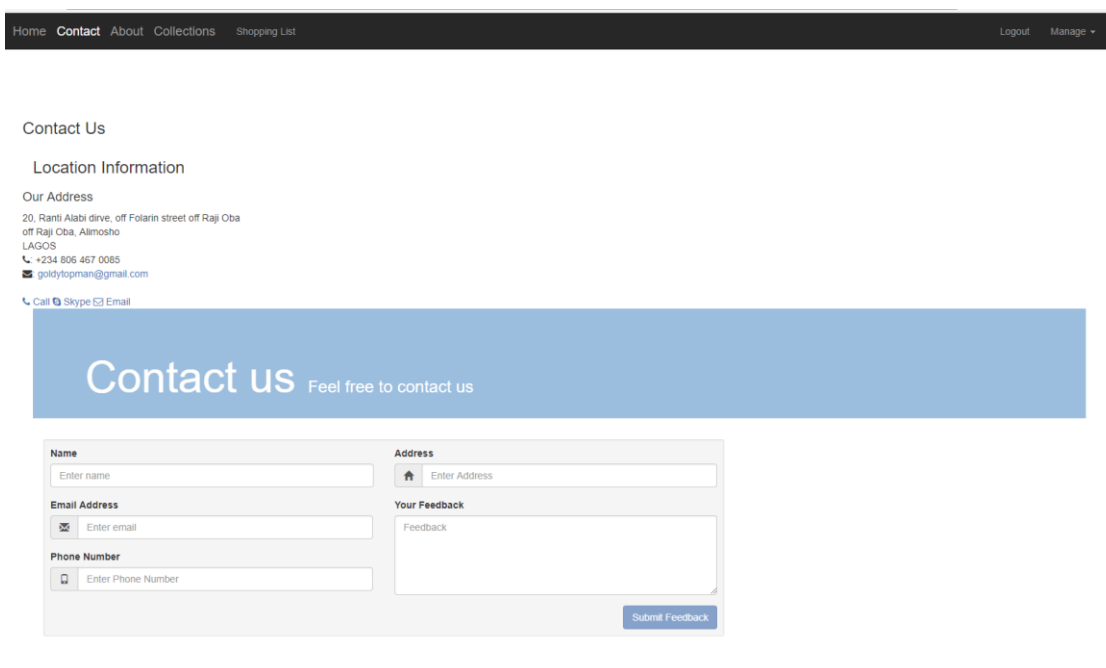 Home Contact About Collections Shopping List Logout Manage
Contact Us
Location Information
Our Address
20, Ranti Alabi dirve, off Folarin street off Raji Oba
off Raji Oba, Alimosho
LAGOS
: +234 806 467 0085
: goldytopman@gmail.com
Call Skype Email
Contact us Feel free to contact us
Name
Enter name
Email Address
Enter email
Phone Number
Enter Phone Number
Address
Enter Address
Your Feedback
Feedback
Submit Feedback